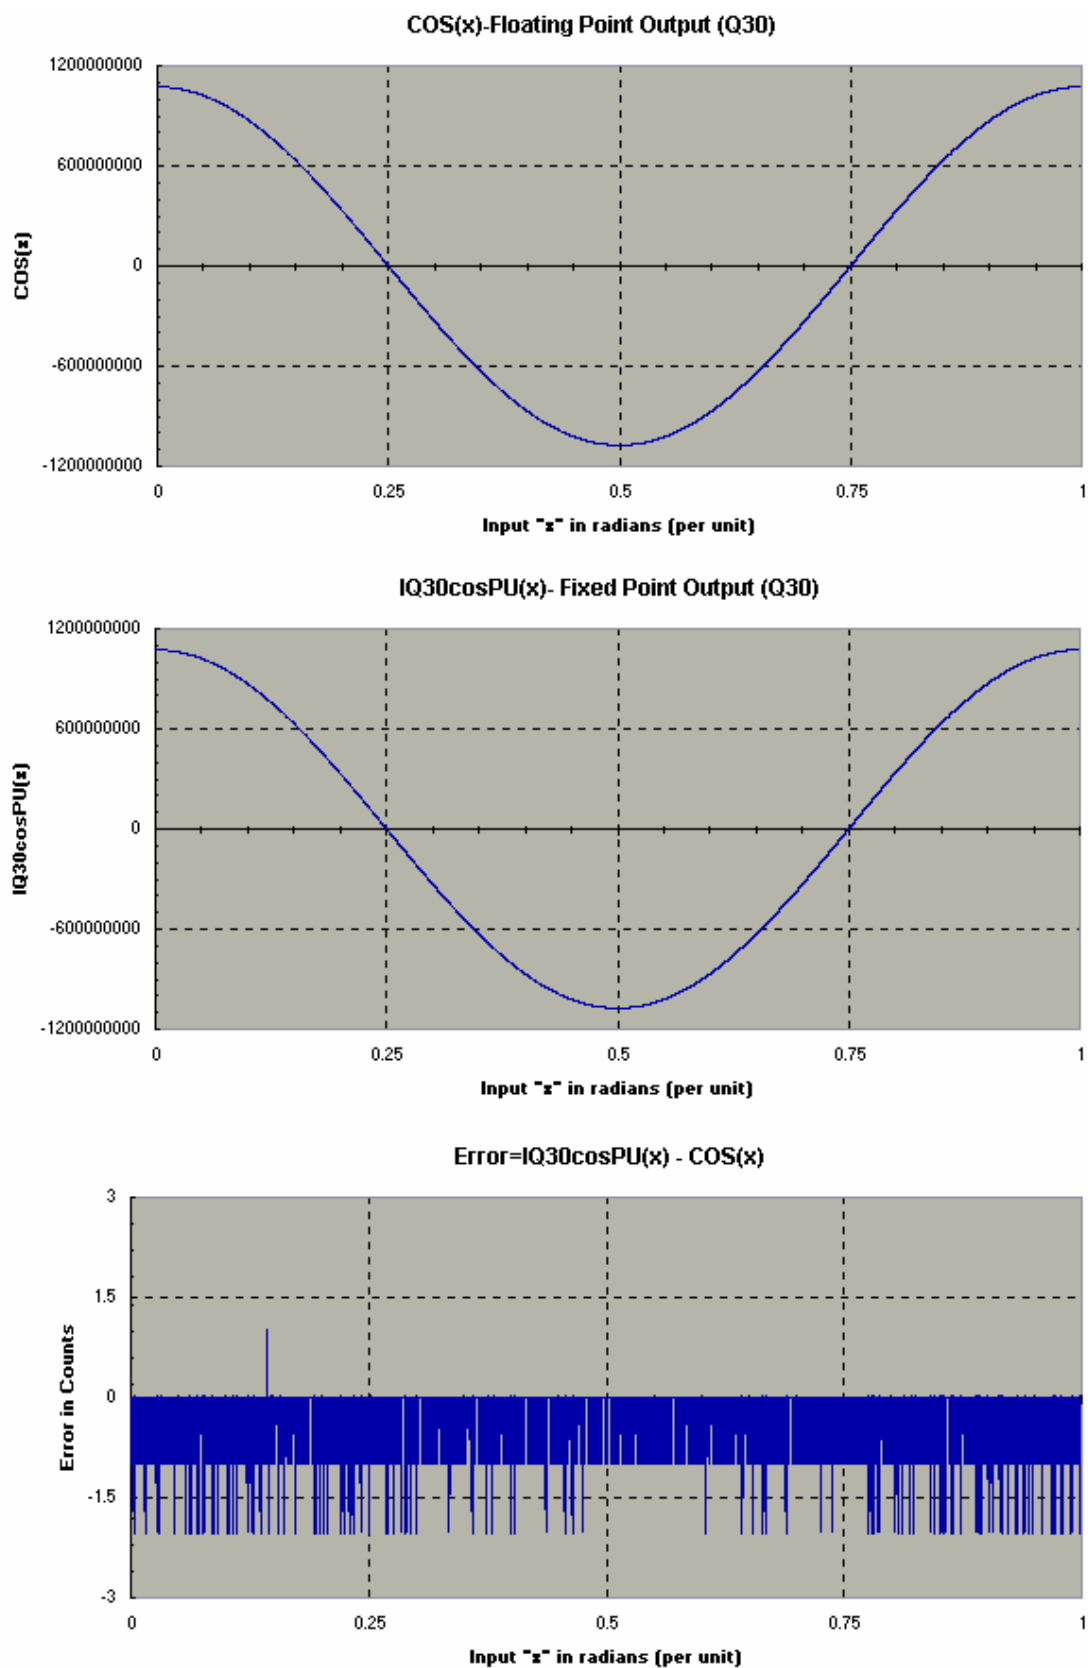 COS(x)-Floating Point Output (Q30)
1200000000
600000000
0
-600000000
-1200000000
COS(x)
0 0.25 0.5 0.75 1
Input "x" in radians (per unit)
IQ30cosPU(x)- Fixed Point Output (Q30)
1200000000
600000000
0
-600000000
-1200000000
IQ30cosPU(x)
0 0.25 0.5 0.75 1
Input "x" in radians (per unit)
Error=IQ30cosPU(x) - COS(x)
3
1.5
0
-1.5
-3
Error in Counts
0 0.25 0.5 0.75 1
Input "x" in radians (per unit)